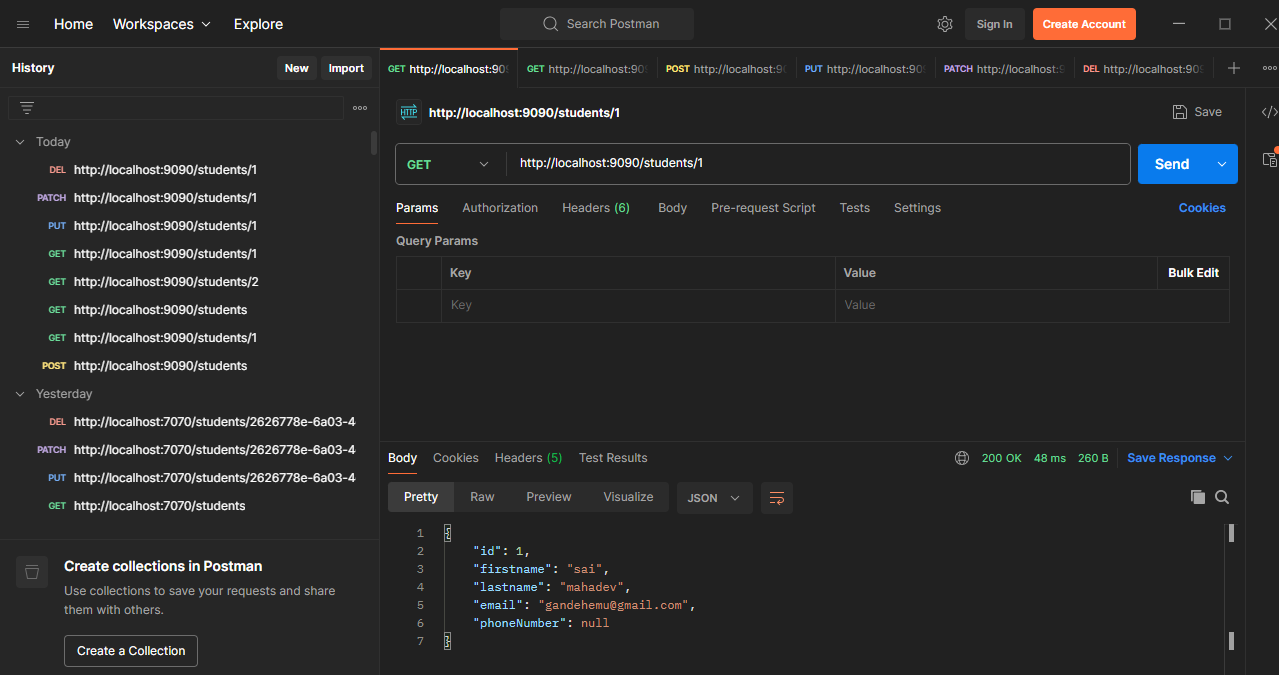 Home Workspaces Explore Search Postman Sign In Create Account
History New Import
GET http://localhost:909 GET http://localhost:909 POST http://localhost:90 PUT http://localhost:909 PATCH http://localhost:9 DEL http://localhost:909
HTTP http://localhost:9090/students/1 Save
Today
DEL http://localhost:9090/students/1
PATCH http://localhost:9090/students/1
PUT http://localhost:9090/students/1
GET http://localhost:9090/students/1
GET http://localhost:9090/students/2
GET http://localhost:9090/students
GET http://localhost:9090/students/1
POST http://localhost:9090/students
Yesterday
DEL http://localhost:7070/students/2626778e-6a03-4
PATCH http://localhost:7070/students/2626778e-6a03-4
PUT http://localhost:7070/students/2626778e-6a03-4
GET http://localhost:7070/students
Create collections in Postman
Use collections to save your requests and share
them with others.
Create a Collection
GET http://localhost:9090/students/1 Send
Params Authorization Headers (6) Body Pre-request Script Tests Settings Cookies
Query Params
Key Value Bulk Edit
Key Value
Body Cookies Headers (5) Test Results 200 OK 48 ms 260 B Save Response
Pretty Raw Preview Visualize JSON
1 {
2 "id": 1,
3 "firstname": "sai",
4 "lastname": "mahadev",
5 "email": "gandehemu@gmail.com",
6 "phoneNumber": null
7 }